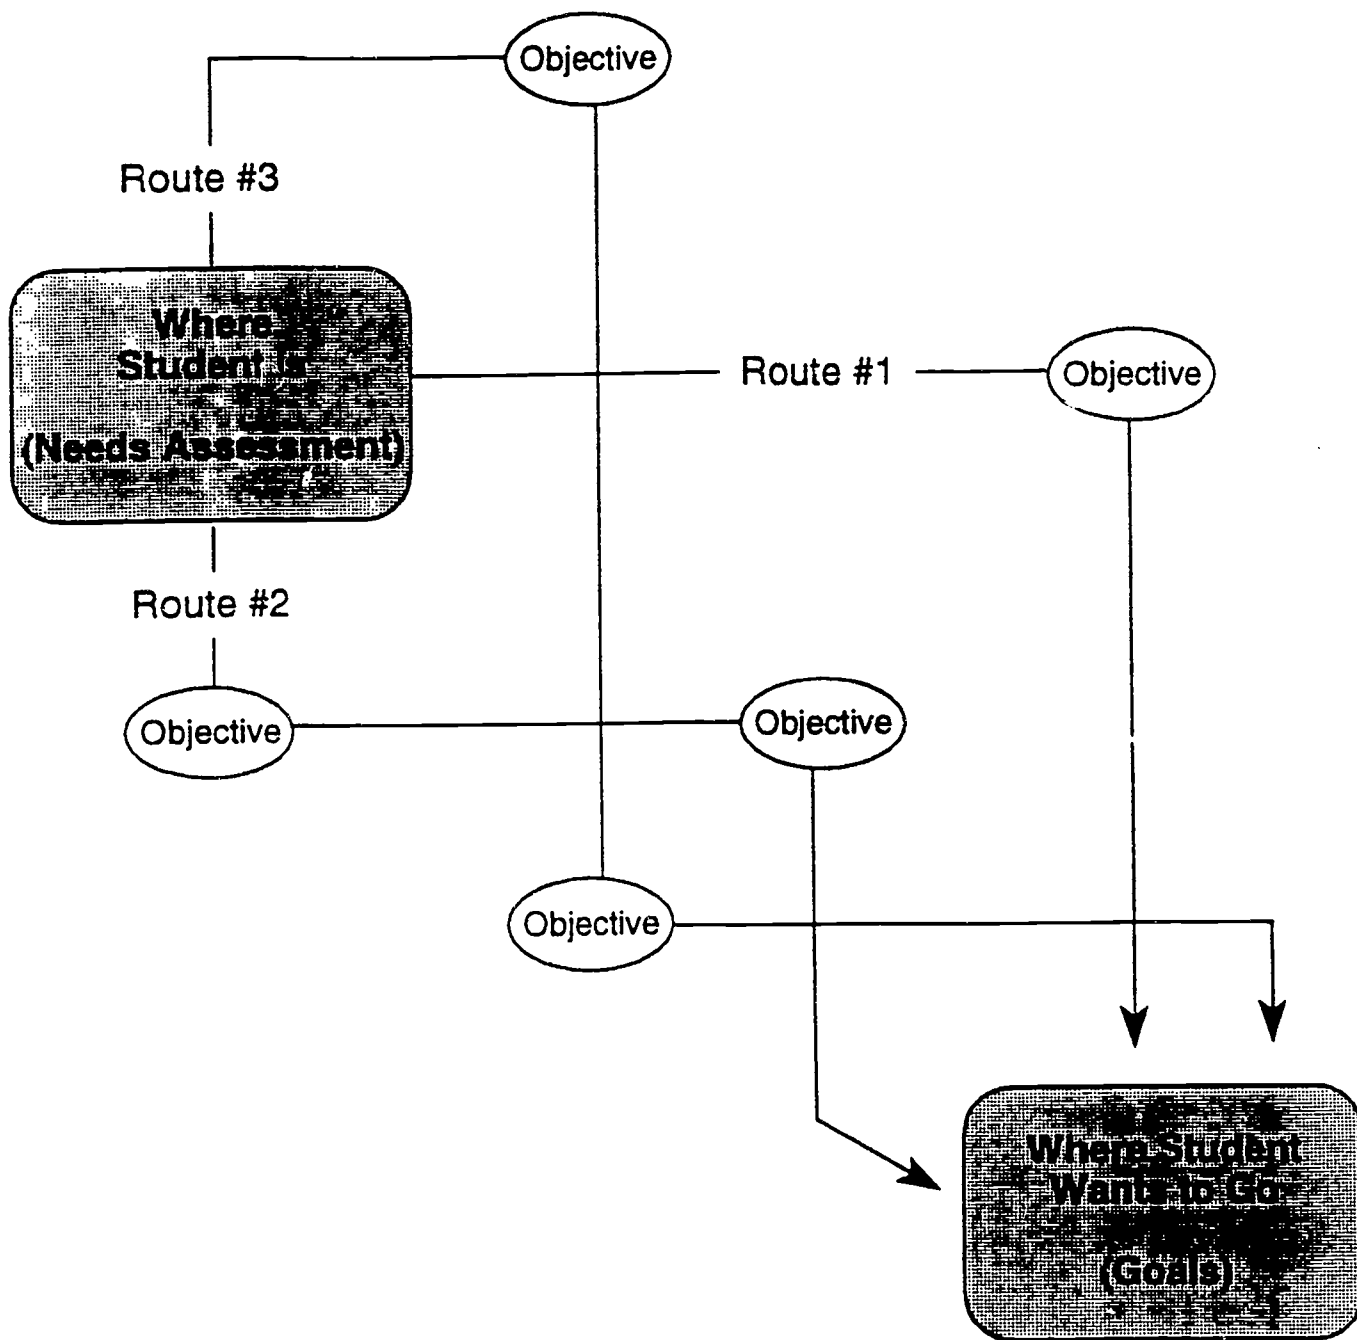 Objective
Route #3
Where
Student Is
(Needs Assessment)
Route #1
Objective
Route #2
Objective
Objective
Objective
Where Student
Wants to Go
(Goals)